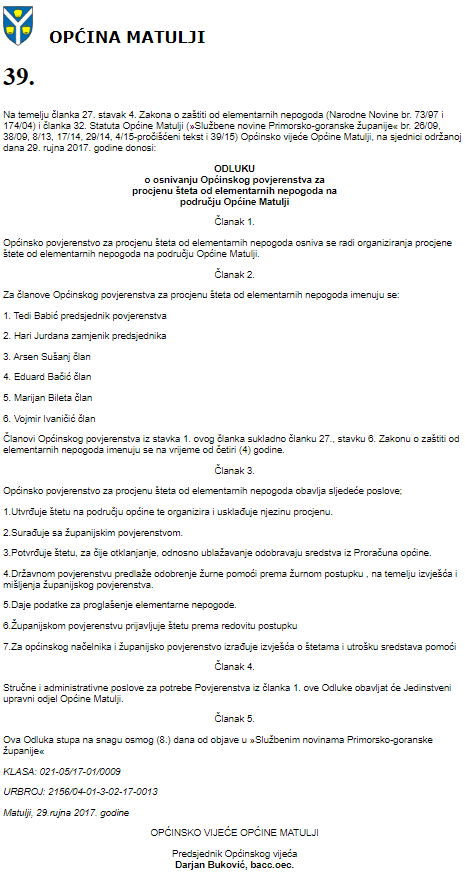 OPĆINA MATULJI
39.
Na temelju članka 27. stavak 4. Zakona o zaštiti od elementarnih nepogoda (Narodne Novine br. 73/97 i
174/04) i članka 32. Statuta Općine Matulji (»Službene novine Primorsko-goranske županije« br. 26/09,
38/09, 8/13, 17/14, 29/14, 4/15-pročišćeni tekst i 39/15) Općinsko vijeće Općine Matulji, na sjednici održanoj
dana 29. rujna 2017. godine donosi:
ODLUKU
o osnivanju Općinskog povjerenstva za
procjenu šteta od elementarnih nepogoda na
području Općine Matulji
Članak 1.
Općinsko povjerenstvo za procjenu šteta od elementarnih nepogoda osniva se radi organiziranja procjene
štete od elementarnih nepogoda na području Općine Matulji.
Članak 2.
Za članove Općinskog povjerenstva za procjenu šteta od elementarnih nepogoda imenuju se:
1. Tedi Babić predsjednik povjerenstva
2. Hari Jurdana zamjenik predsjednika
3. Arsen Sušanj član
4. Eduard Bačić član
5. Marijan Bileta član
6. Vojmir Ivaničić član
Članovi Općinskog povjerenstva iz stavka 1. ovog članka sukladno članku 27., stavku 6. Zakonu o zaštiti od
elementarnih nepogoda imenuju se na vrijeme od četiri (4) godine.
Članak 3.
Općinsko povjerenstvo za procjenu šteta od elementarnih nepogoda obavlja sljedeće poslove;
1.Utvrđuje štetu na području općine te organizira i usklađuje njezinu procjenu.
2.Surađuje sa županijskim povjerenstvom.
3.Potvrđuje štetu, za čije otklanjanje, odnosno ublažavanje odobravaju sredstva iz Proračuna općine.
4.Državnom povjerenstvu predlaže odobrenje žurne pomoći prema žurnom postupku , na temelju izvješća i
mišljenja županijskog povjerenstva.
5.Daje podatke za proglašenje elementarne nepogode.
6.Županijskom povjerenstvu prijavljuje štetu prema redovitu postupku
7.Za općinskog načelnika i županijsko povjerenstvo izrađuje izvješća o štetama i utrošku sredstava pomoći
Članak 4.
Stručne i administrativne poslove za potrebe Povjerenstva iz članka 1. ove Odluke obavljat će Jedinstveni
upravni odjel Općine Matulji.
Članak 5.
Ova Odluka stupa na snagu osmog (8.) dana od objave u »Službenim novinama Primorsko-goranske
županije«
KLASA: 021-05/17-01/0009
URBROJ: 2156/04-01-3-02-17-0013
Matulji, 29.rujna 2017. godine
OPĆINSKO VIJEĆE OPĆINE MATULJI
Predsjednik Općinskog vijeća
Darjan Buković, bacc.oec.